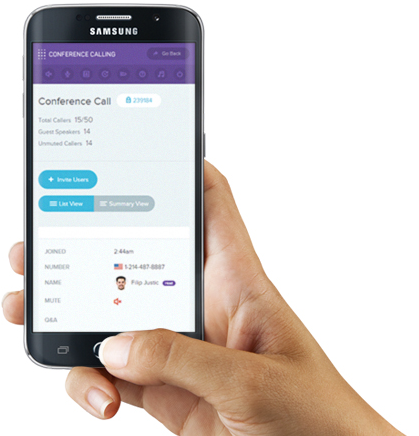 SAMSUNG
CONFERENCE CALLING Go Back
Conference Call 239184
Total Callers 15/50
Guest Speakers 14
Unmuted Callers 14
+ Invite Users
List View Summary View
JOINED 2:44am
NUMBER 1-214-487-8887
NAME Filip Justic
MUTE
Q&A